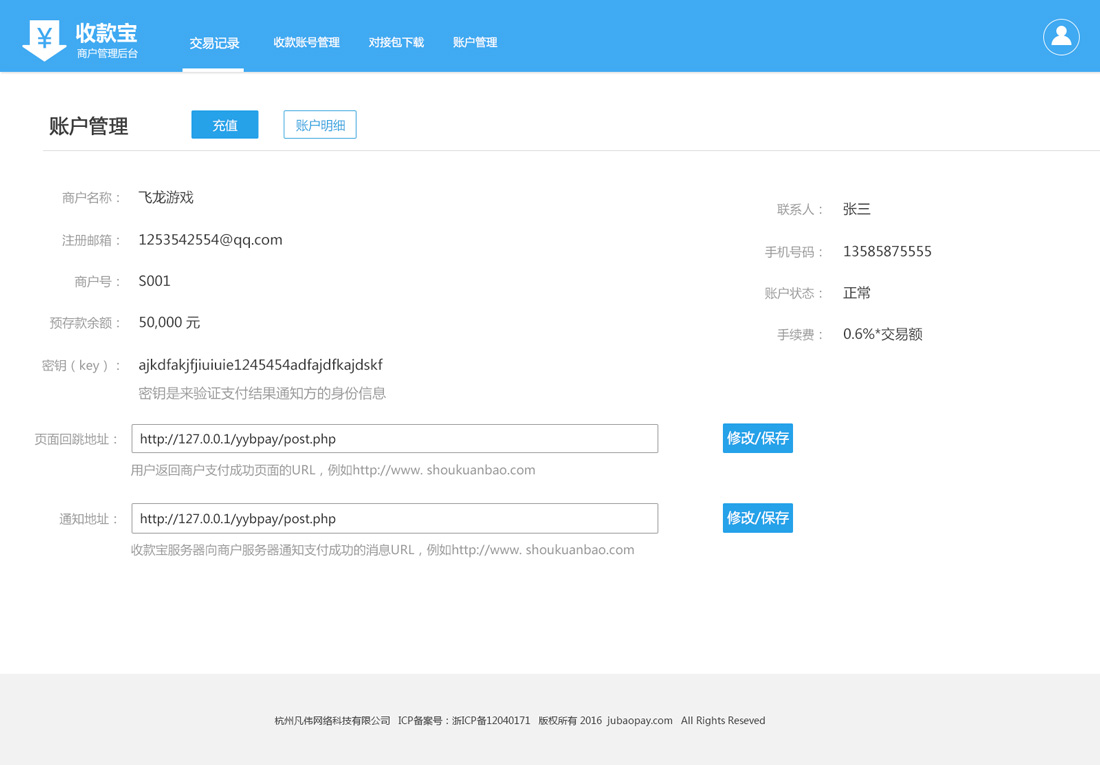 ¥ 收款宝
商户管理后台
交易记录 收款账号管理 对接包下载 账户管理
账户管理 充值 账户明细
商户名称： 飞龙游戏
注册邮箱： 1253542554@qq.com
商户号： S001
预存款余额： 50,000 元
密钥（key）： ajkdfakjfjiuiuie1245454adfajdfkajdskf
密钥是来验证支付结果通知方的身份信息
联系人： 张三
手机号码： 13585875555
账户状态： 正常
手续费： 0.6%*交易额
页面回跳地址： http://127.0.0.1/yybpay/post.php 修改/保存
用户返回商户支付成功页面的URL，例如http://www. shoukuanbao.com
通知地址： http://127.0.0.1/yybpay/post.php 修改/保存
收款宝服务器向商户服务器通知支付成功的消息URL，例如http://www. shoukuanbao.com
杭州凡伟网络科技有限公司 ICP备案号：浙ICP备12040171 版权所有 2016 jubaopay.com All Rights Reseved